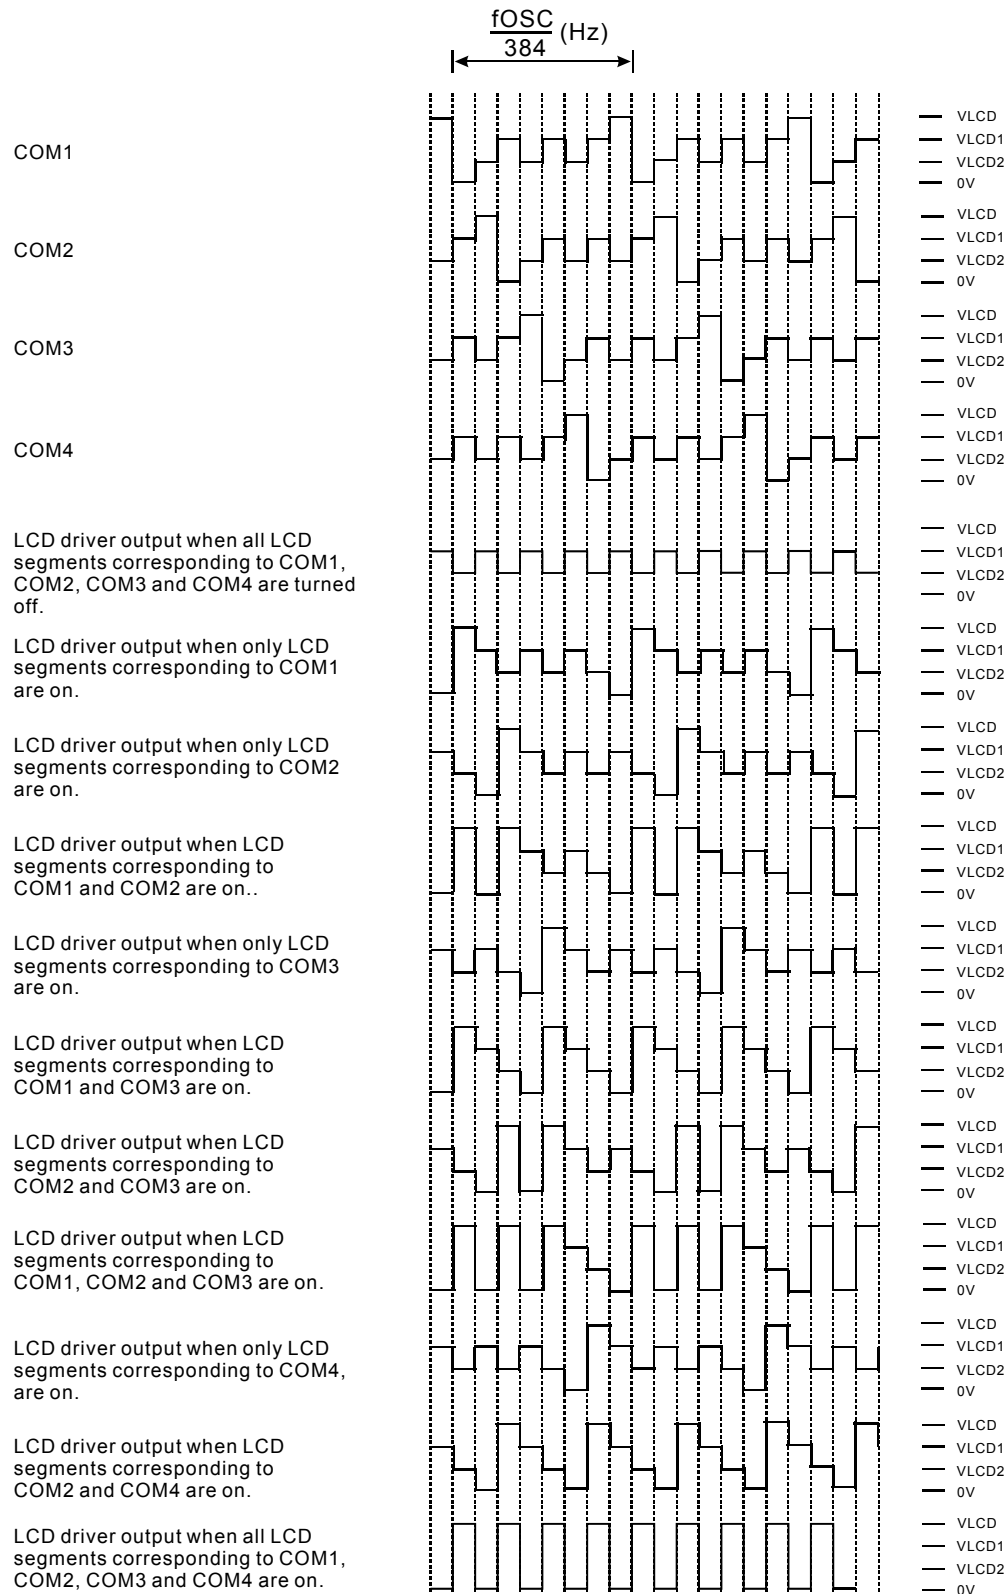 fOSC
384 (Hz)
COM1
VLCD
VLCD1
VLCD2
0V
COM2
VLCD
VLCD1
VLCD2
0V
COM3
VLCD
VLCD1
VLCD2
0V
COM4
VLCD
VLCD1
VLCD2
0V
LCD driver output when all LCD
segments corresponding to COM1,
COM2, COM3 and COM4 are turned
off.
VLCD
VLCD1
VLCD2
0V
LCD driver output when only LCD
segments corresponding to COM1
are on.
VLCD
VLCD1
VLCD2
0V
LCD driver output when only LCD
segments corresponding to COM2
are on.
VLCD
VLCD1
VLCD2
0V
LCD driver output when LCD
segments corresponding to
COM1 and COM2 are on..
VLCD
VLCD1
VLCD2
0V
LCD driver output when only LCD
segments corresponding to COM3
are on.
VLCD
VLCD1
VLCD2
0V
LCD driver output when LCD
segments corresponding to
COM1 and COM3 are on.
VLCD
VLCD1
VLCD2
0V
LCD driver output when LCD
segments corresponding to
COM2 and COM3 are on.
VLCD
VLCD1
VLCD2
0V
LCD driver output when LCD
segments corresponding to
COM1, COM2 and COM3 are on.
VLCD
VLCD1
VLCD2
0V
LCD driver output when only LCD
segments corresponding to COM4,
are on.
VLCD
VLCD1
VLCD2
0V
LCD driver output when LCD
segments corresponding to
COM2 and COM4 are on.
VLCD
VLCD1
VLCD2
0V
LCD driver output when all LCD
segments corresponding to COM1,
COM2, COM3 and COM4 are on.
VLCD
VLCD1
VLCD2
0V